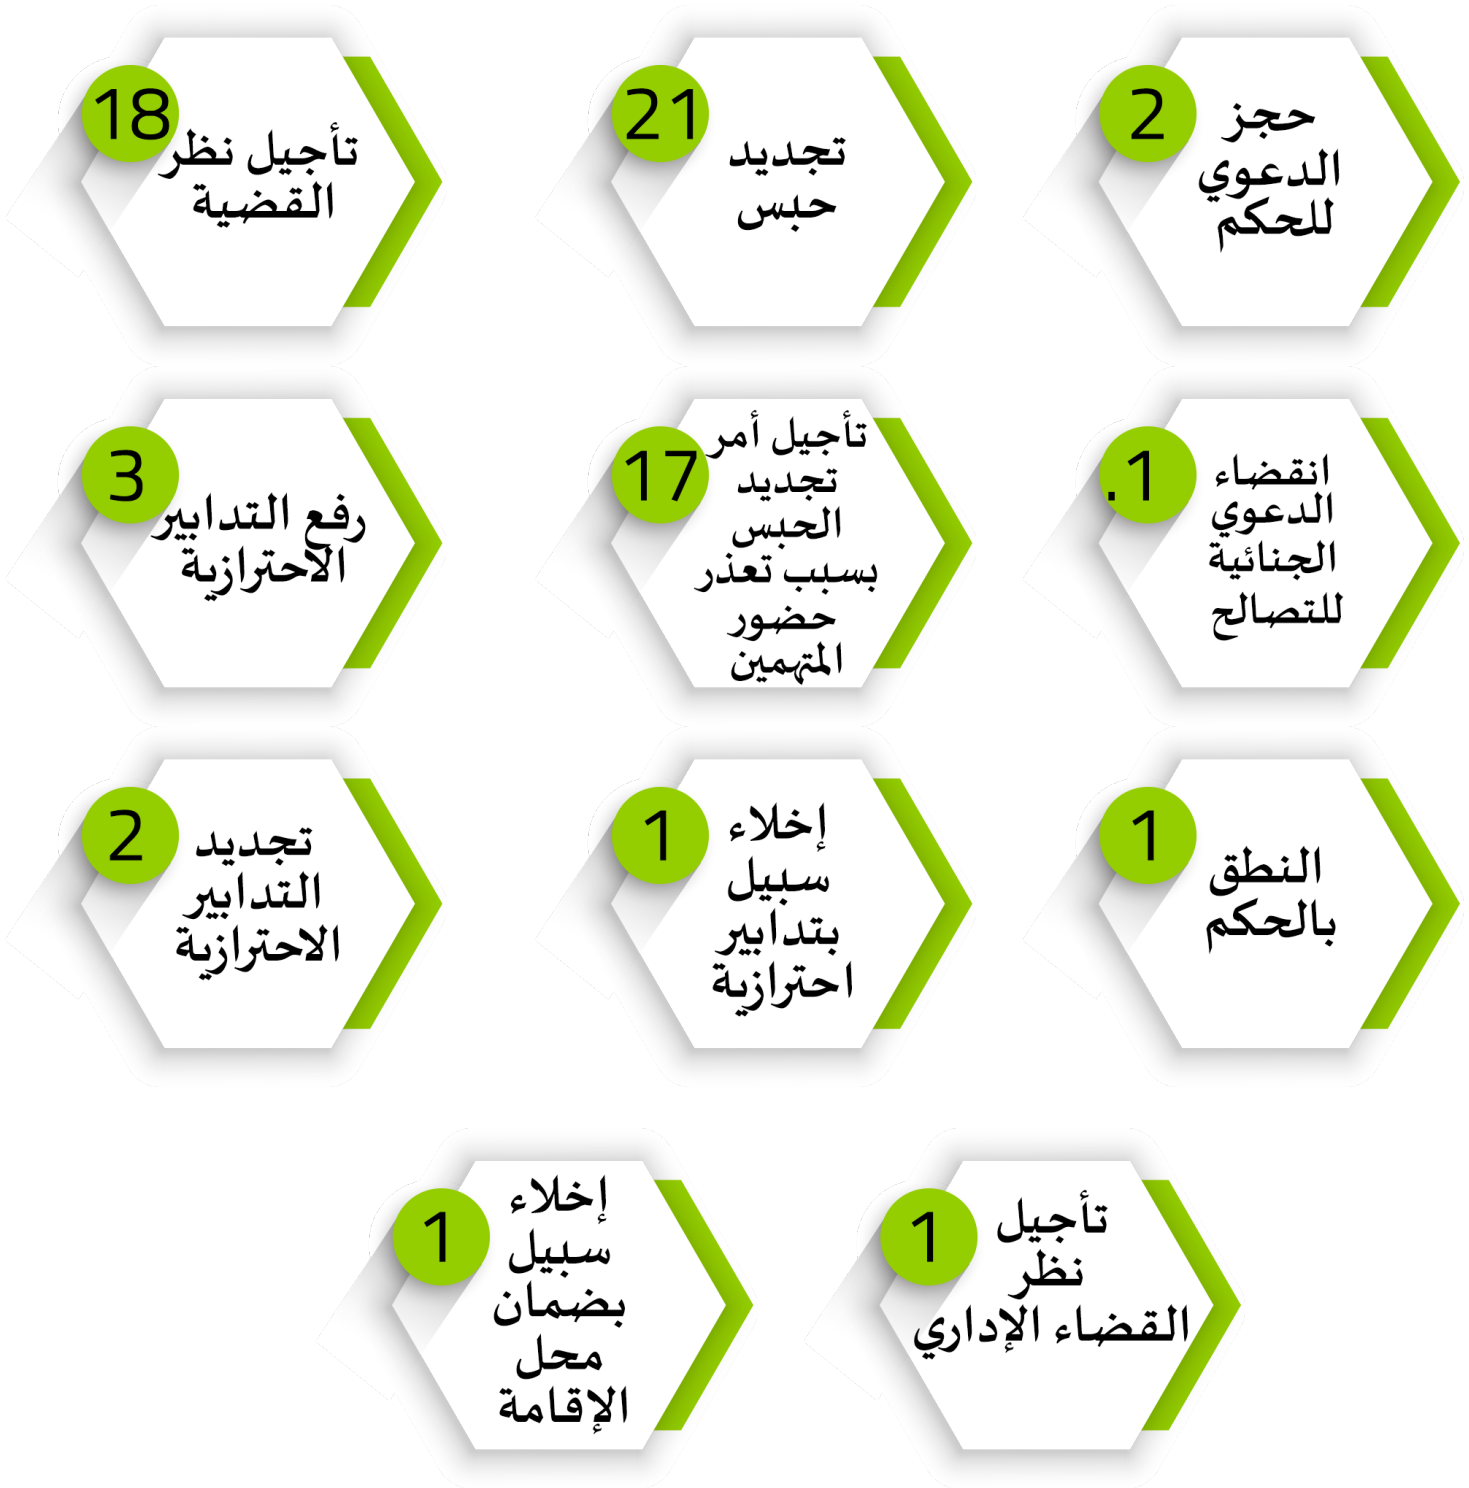 2
حجز
الدعوي
للحكم
21
تجديد
حبس
18
تأجيل نظر
القضية
1.
انقضاء
الدعوي
الجنائية
للتصالح
17
تأجيل أمر
تجديد
الحبس
بسبب تعذر
حضور
المتهمين
3
رفع التدابير
الاحترازية
1
النطق
بالحكم
1
إخلاء
سبيل
بتدابير
احترازية
2
تجديد
التدابير
الاحترازية
1
تأجيل
نظر
القضاء الإداري
1
إخلاء
سبيل
بضمان
محل
الإقامة